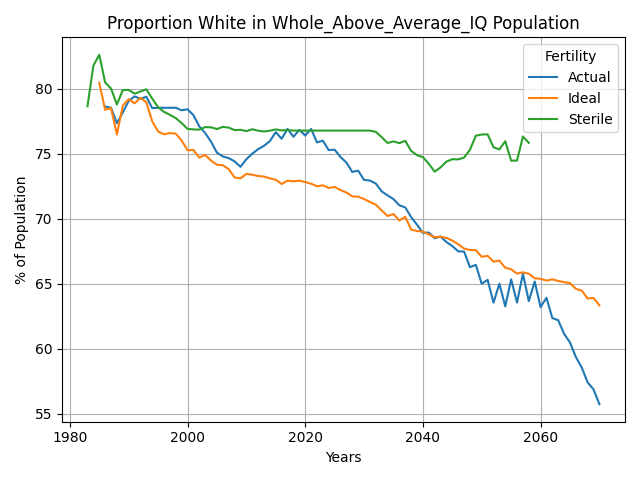 Proportion White in Whole_Above_Average_IQ Population
Fertility
Actual
Ideal
Sterile
% of Population
80
75
70
65
60
55
1980
2000
2020
2040
2060
Years